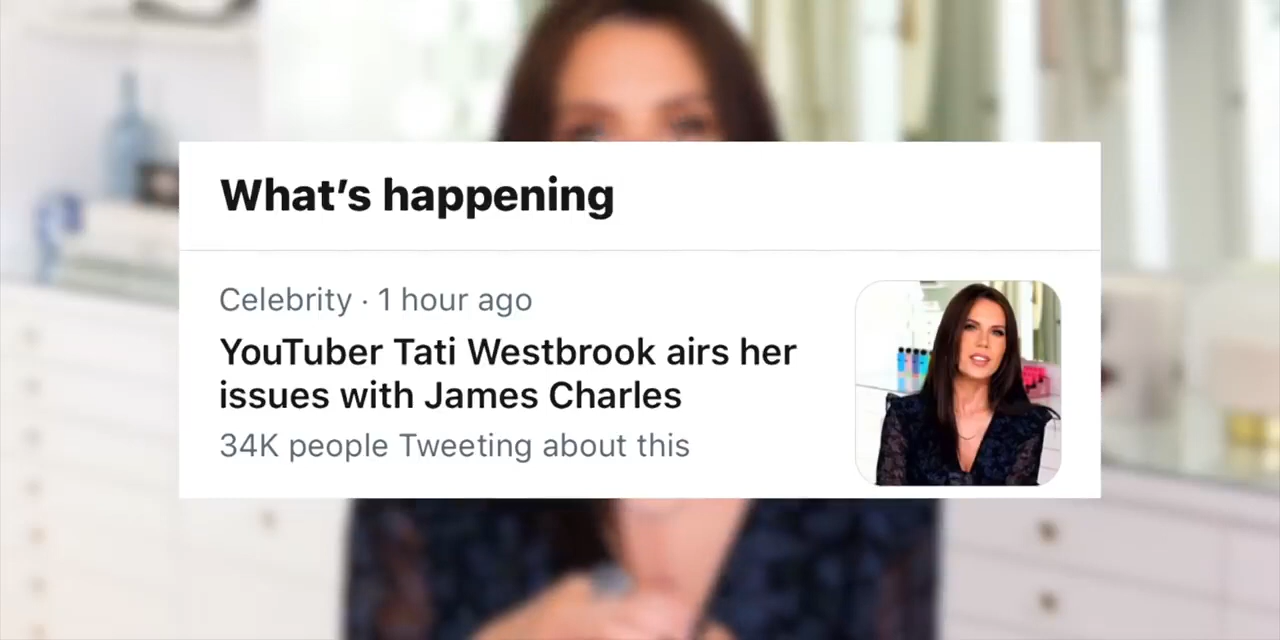 What’s happening
Celebrity · 1 hour ago
YouTuber Tati Westbrook airs her
issues with James Charles
34K people Tweeting about this